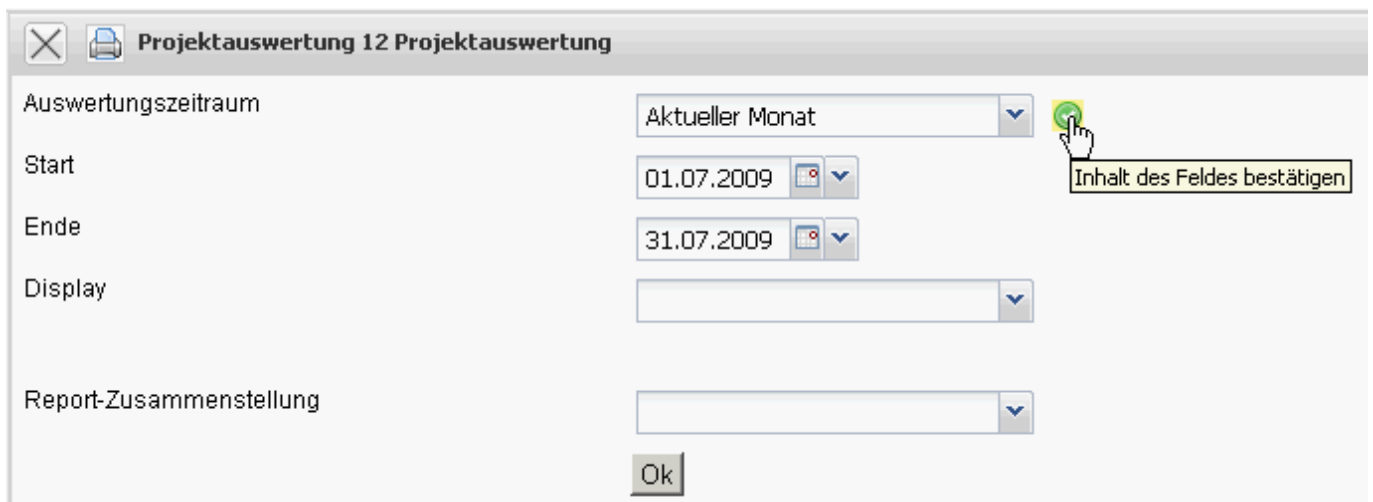 Projektauswertung 12 Projektauswertung
Auswertungszeitraum
Aktueller Monat
Inhalt des Feldes bestätigen
Start
01.07.2009
Ende
31.07.2009
Display
Report-Zusammenstellung
Ok